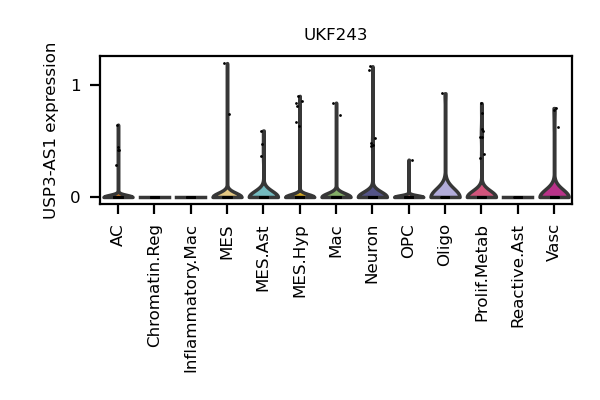 UKF243
USP3-AS1 expression
1
0
AC
Chromatin.Reg
Inflammatory.Mac
MES
MES.Ast
MES.Hyp
Mac
Neuron
OPC
Oligo
Prolif.Metab
Reactive.Ast
Vasc